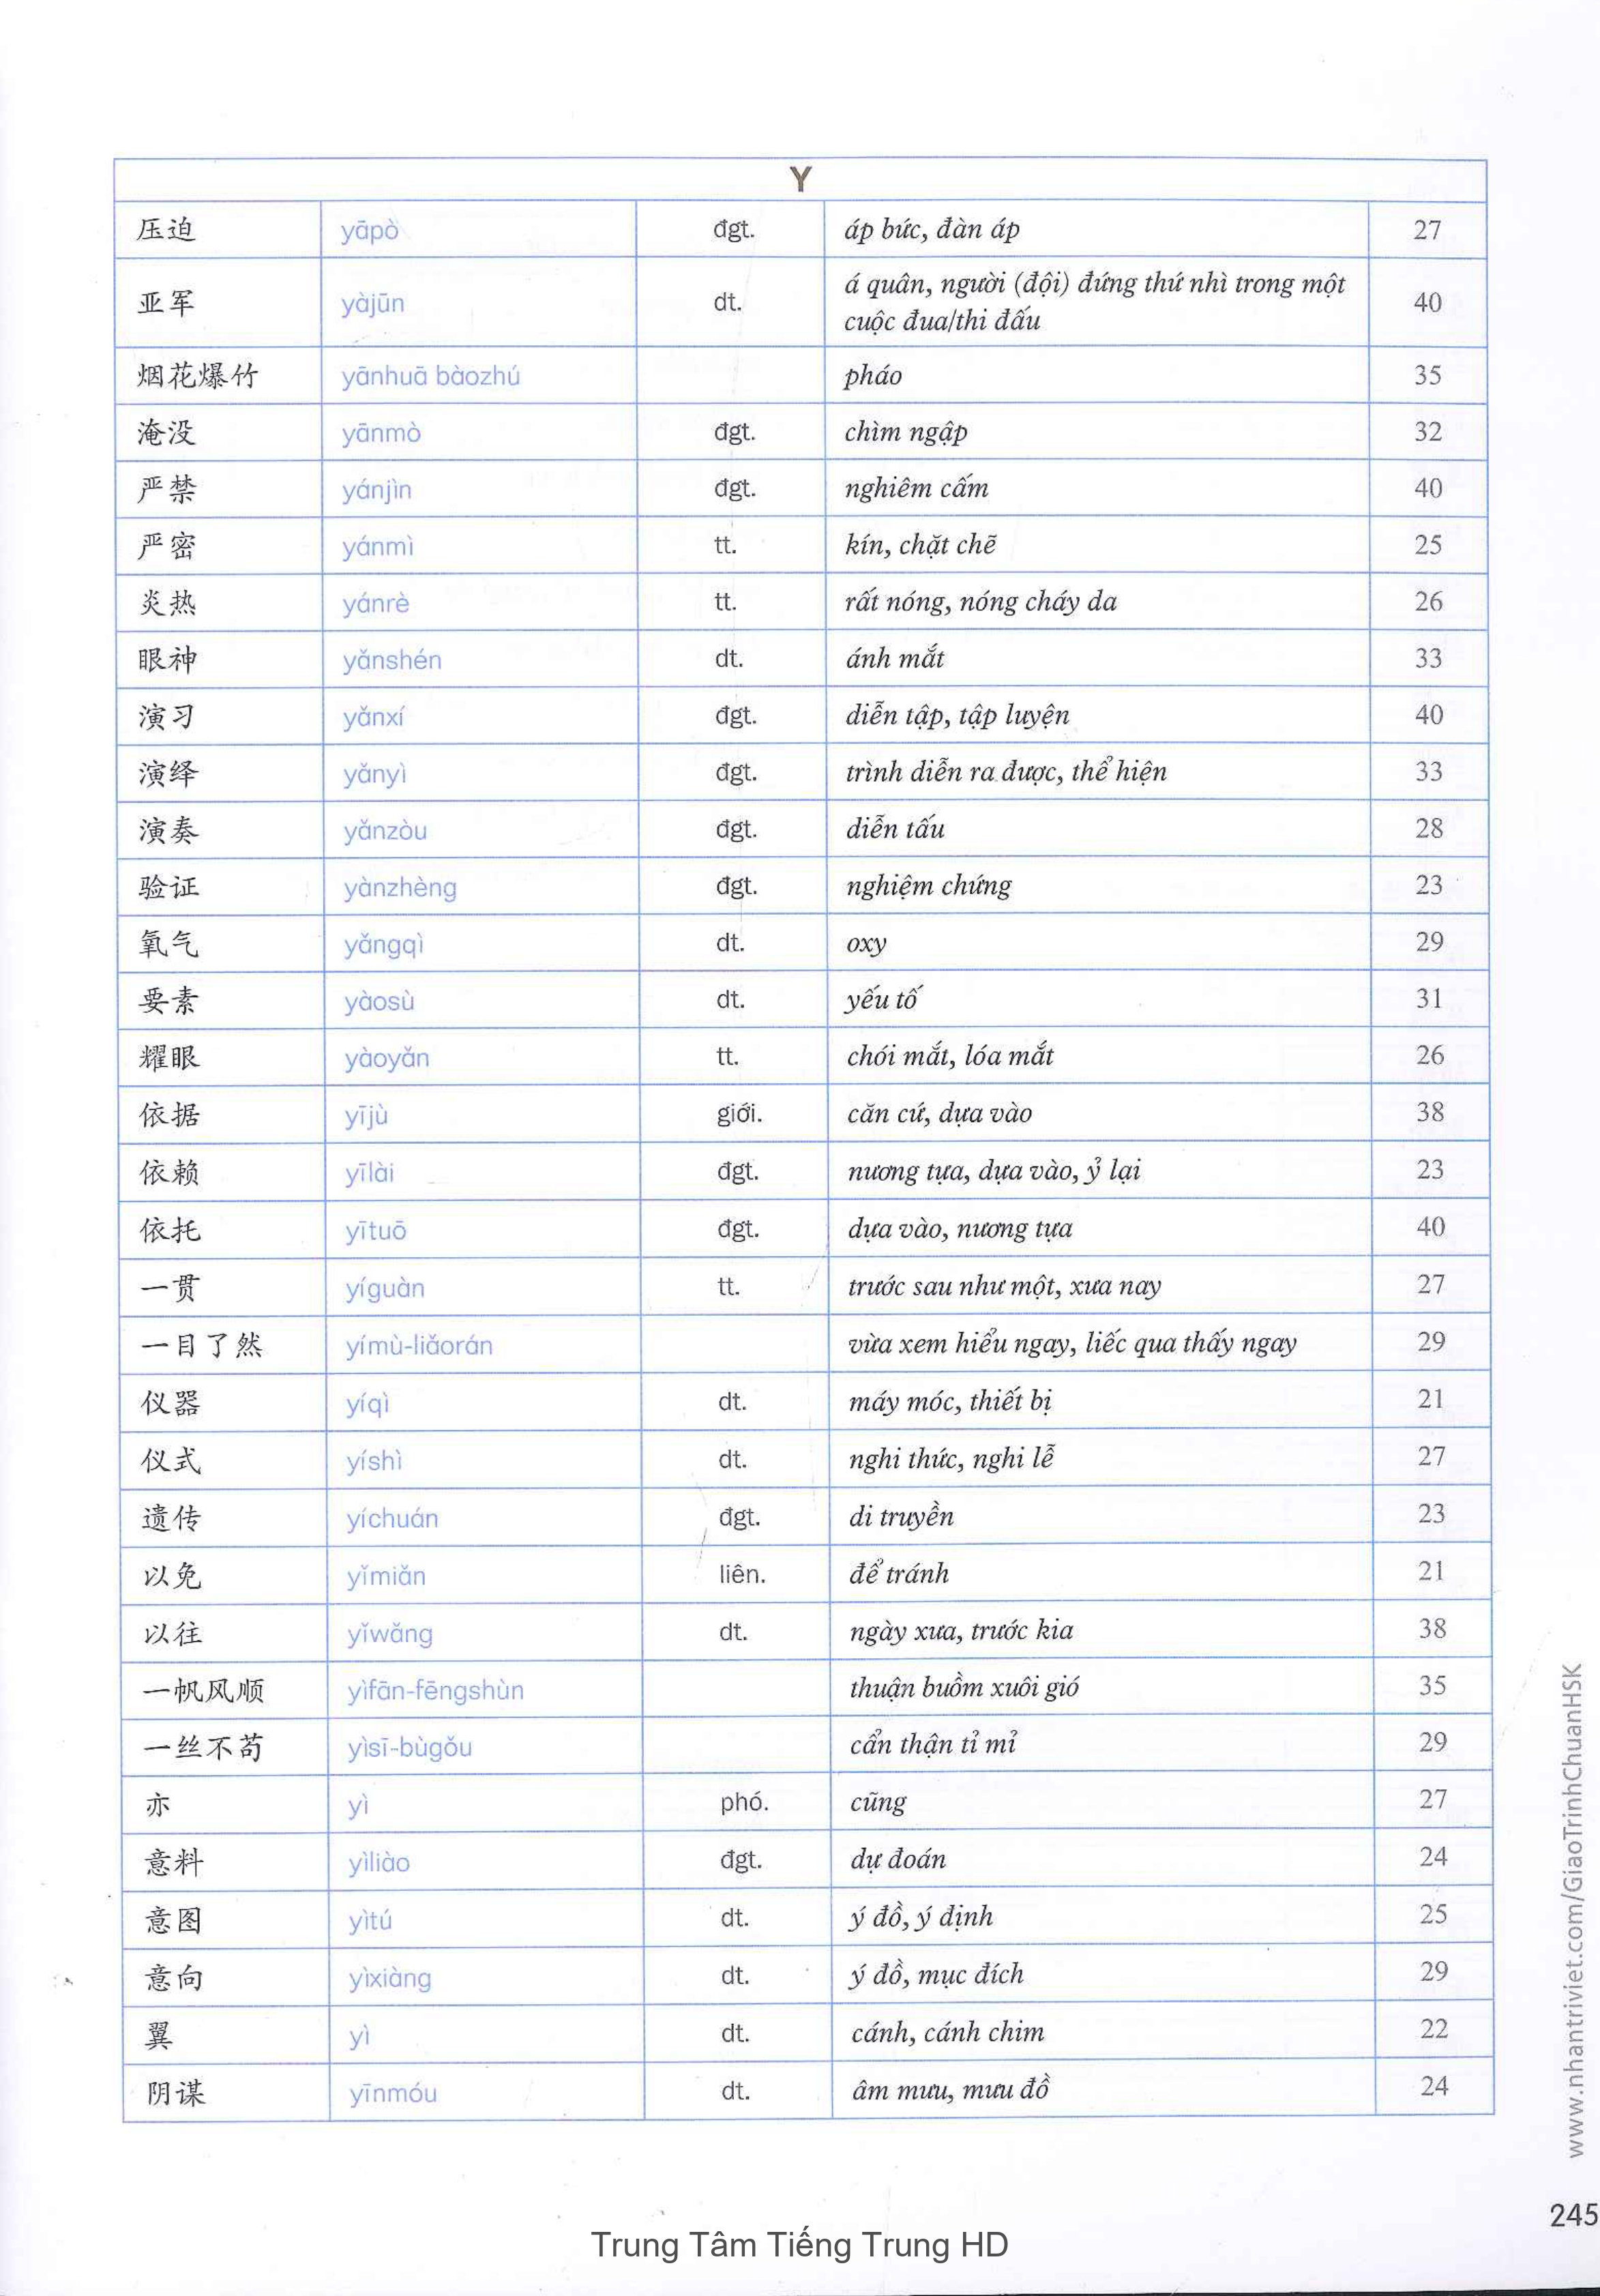 Y
压迫 yāpò đgt. áp bức, đàn áp 27
亚军 yàjūn dt. á quân, người (đội) đứng thứ nhì trong một
cuộc đua/thi đấu 40
烟花爆竹 yānhuā bàozhú pháo 35
淹没 yānmò đgt. chìm ngập 32
严禁 yánjìn đgt. nghiêm cấm 40
严密 yánmì tt. kín, chặt chẽ 25
炎热 yánrè tt. rất nóng, nóng cháy da 26
眼神 yǎnshén dt. ánh mắt 33
演习 yǎnxí đgt. diễn tập, tập luyện 40
演绎 yǎnyì đgt. trình diễn ra được, thể hiện 33
演奏 yǎnzòu đgt. diễn tấu 28
验证 yànzhèng đgt. nghiệm chứng 23
氧气 yǎngqì dt. oxy 29
要素 yàosù dt. yếu tố 31
耀眼 yàoyǎn tt. chói mắt, lóa mắt 26
依据 yījù giới. căn cứ, dựa vào 38
依赖 yīlài đgt. nương tựa, dựa vào, ỷ lại 23
依托 yītuō đgt. dựa vào, nương tựa 40
一贯 yíguàn tt. trước sau như một, xưa nay 27
一目了然 yímù-liǎorán vừa xem hiểu ngay, liếc qua thấy ngay 29
仪器 yíqì dt. máy móc, thiết bị 21
仪式 yíshì dt. nghi thức, nghi lễ 27
遗传 yíchuán đgt. di truyền 23
以免 yǐmiǎn liên. để tránh 21
以往 yǐwǎng dt. ngày xưa, trước kia 38
一帆风顺 yìfān-fēngshùn thuận buồm xuôi gió 35
一丝不苟 yìsī-bùgǒu cẩn thận tỉ mỉ 29
亦 yì phó. cũng 27
意料 yìliào đgt. dự đoán 24
意图 yìtú dt. ý đồ, ý định 25
意向 yìxiàng dt. ý đồ, mục đích 29
翼 yì dt. cánh, cánh chim 22
阴谋 yīnmóu dt. âm mưu, mưu đồ 24
www.nhantriviet.com/GiaoTrinhChuanHSK
245
Trung Tâm Tiếng Trung HD